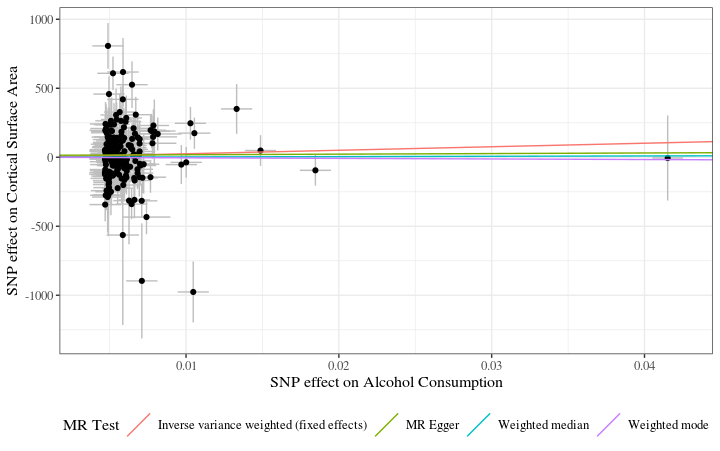 SNP effect on Cortical Surface Area
1000
500
0
-500
-1000
0.01 0.02 0.03 0.04
SNP effect on Alcohol Consumption
MR Test Inverse variance weighted (fixed effects) MR Egger Weighted median Weighted mode